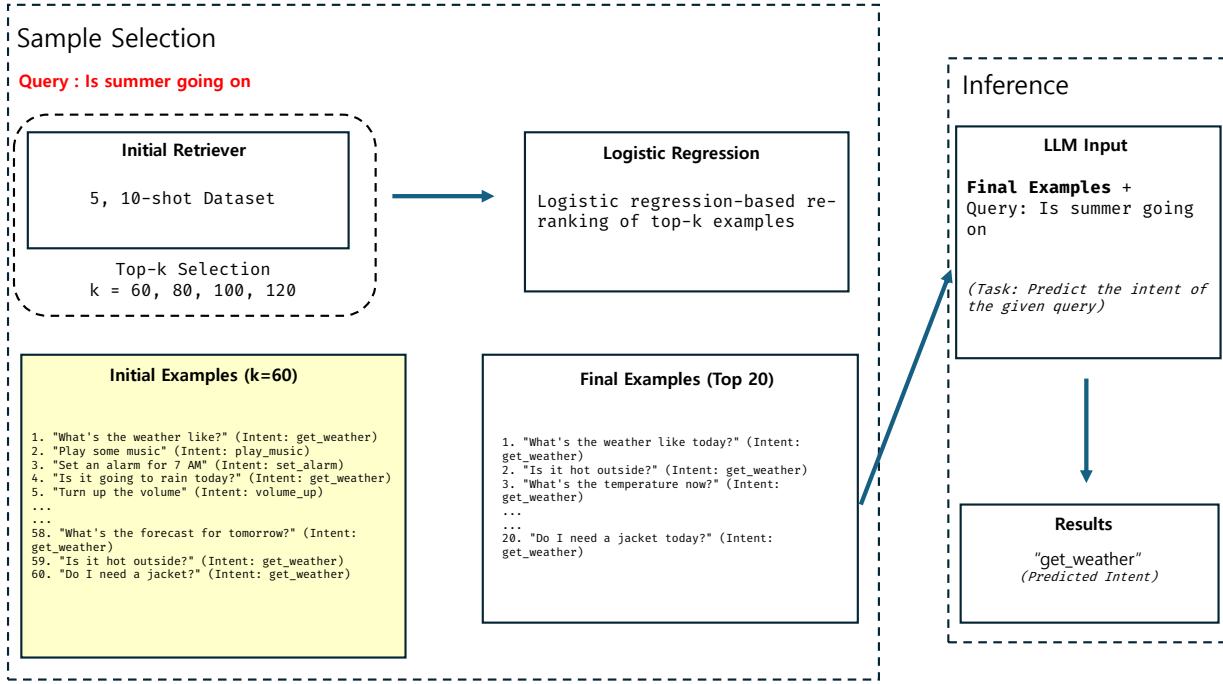 Sample Selection
Query : Is summer going on
Initial Retriever
5, 10-shot Dataset
Top-k Selection
k = 60, 80, 100, 120
Logistic Regression
Logistic regression-based re-
ranking of top-k examples
Initial Examples (k=60)
1. "What's the weather like?" (Intent: get_weather)
2. "Play some music" (Intent: play_music)
3. "Set an alarm for 7 AM" (Intent: set_alarm)
4. "Is it going to rain today?" (Intent: get_weather)
5. "Turn up the volume" (Intent: volume_up)
...
...
58. "What's the forecast for tomorrow?" (Intent:
get_weather)
59. "Is it hot outside?" (Intent: get_weather)
60. "Do I need a jacket?" (Intent: get_weather)
Final Examples (Top 20)
1. "What's the weather like today?" (Intent:
get_weather)
2. "Is it hot outside?" (Intent: get_weather)
3. "What's the temperature now?" (Intent:
get_weather)
...
...
20. "Do I need a jacket today?" (Intent:
get_weather)
Inference
LLM Input
Final Examples +
Query: Is summer going
on
(Task: Predict the intent of
the given query)
Results
"get_weather"
(Predicted Intent)